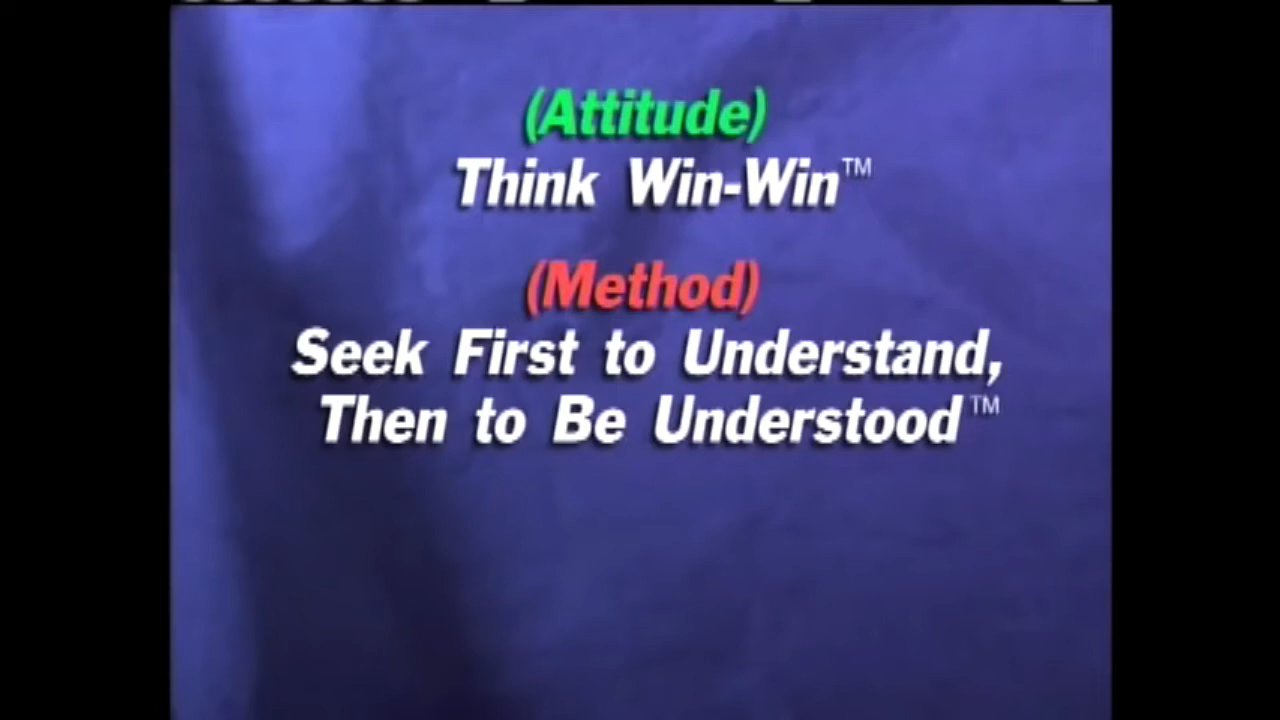 (Attitude)
Think Win-Win™
(Method)
Seek First to Understand,
Then to Be Understood™